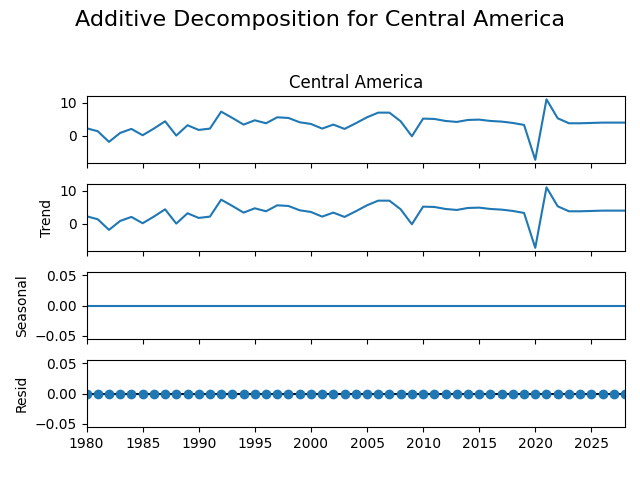 Additive Decomposition for Central America
Central America
10
0
Trend
10
0
Seasonal
0.05
0.00
−0.05
Resid
0.05
0.00
−0.05
1980 1985 1990 1995 2000 2005 2010 2015 2020 2025